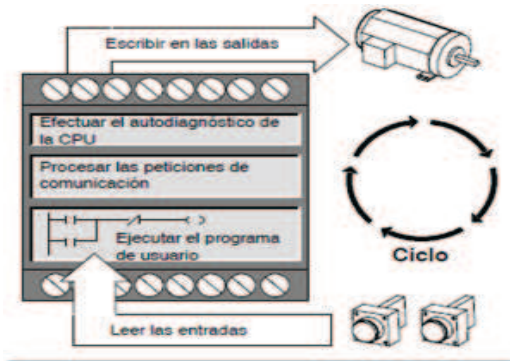 Escribir en las salidas
Efectuar el autodiagnóstico de
la CPU
Procesar las peticiones de
comunicación
Ejecutar el programa
de usuario
Ciclo
Leer las entradas